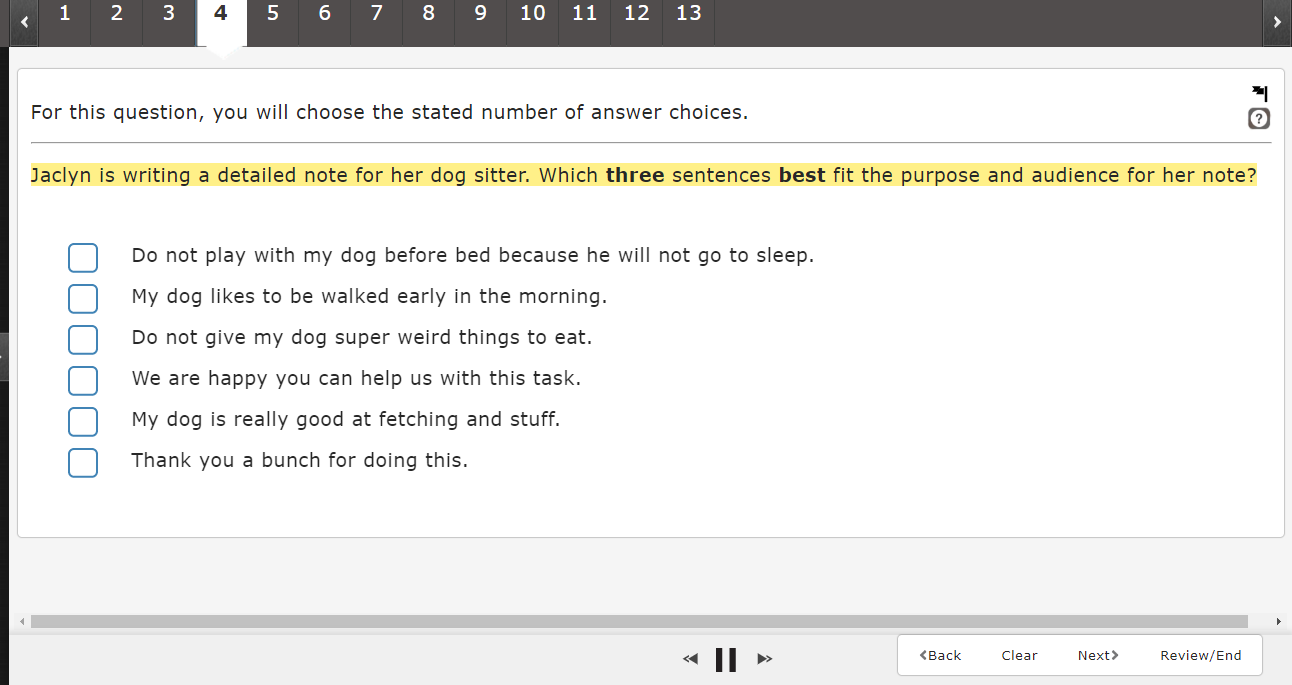 1 2 3 4 5 6 7 8 9 10 11 12 13
For this question, you will choose the stated number of answer choices.
?
Jaclyn is writing a detailed note for her dog sitter. Which three sentences best fit the purpose and audience for her note?
Do not play with my dog before bed because he will not go to sleep.
My dog likes to be walked early in the morning.
Do not give my dog super weird things to eat.
We are happy you can help us with this task.
My dog is really good at fetching and stuff.
Thank you a bunch for doing this.
Back Clear Next Review/End